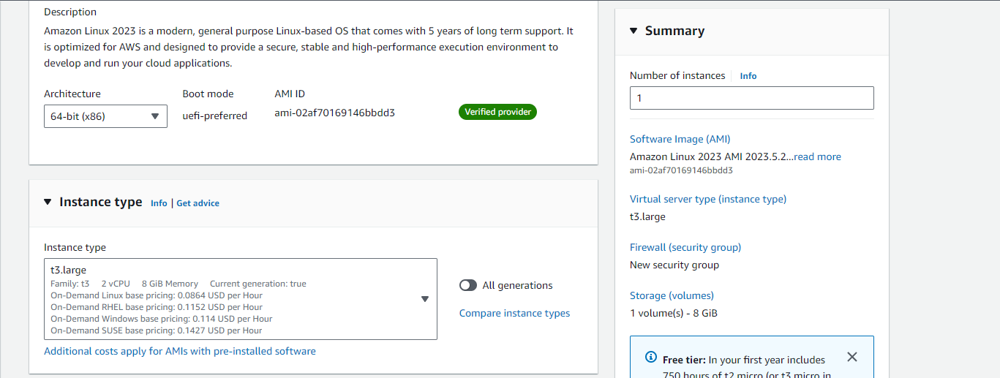 Description
Amazon Linux 2023 is a modern, general purpose Linux-based OS that comes with 5 years of long term support. It
is optimized for AWS and designed to provide a secure, stable and high-performance execution environment to
develop and run your cloud applications.
Architecture
Boot mode
AMI ID
64-bit (x86)
uefi-preferred
ami-02af70169146bbdd3
Verified provider
Instance type Info | Get advice
Instance type
t3.large
Family: t3 2 vCPU 8 GiB Memory Current generation: true
On-Demand Linux base pricing: 0.0864 USD per Hour
On-Demand RHEL base pricing: 0.1152 USD per Hour
On-Demand Windows base pricing: 0.114 USD per Hour
On-Demand SUSE base pricing: 0.1427 USD per Hour
All generations
Compare instance types
Additional costs apply for AMIs with pre-installed software
Summary
Number of instances Info
1
Software Image (AMI)
Amazon Linux 2023 AMI 2023.5.2...read more
ami-02af70169146bbdd3
Virtual server type (instance type)
t3.large
Firewall (security group)
New security group
Storage (volumes)
1 volume(s) - 8 GiB
Free tier: In your first year includes
750 hours of t2.micro (or t3.micro in